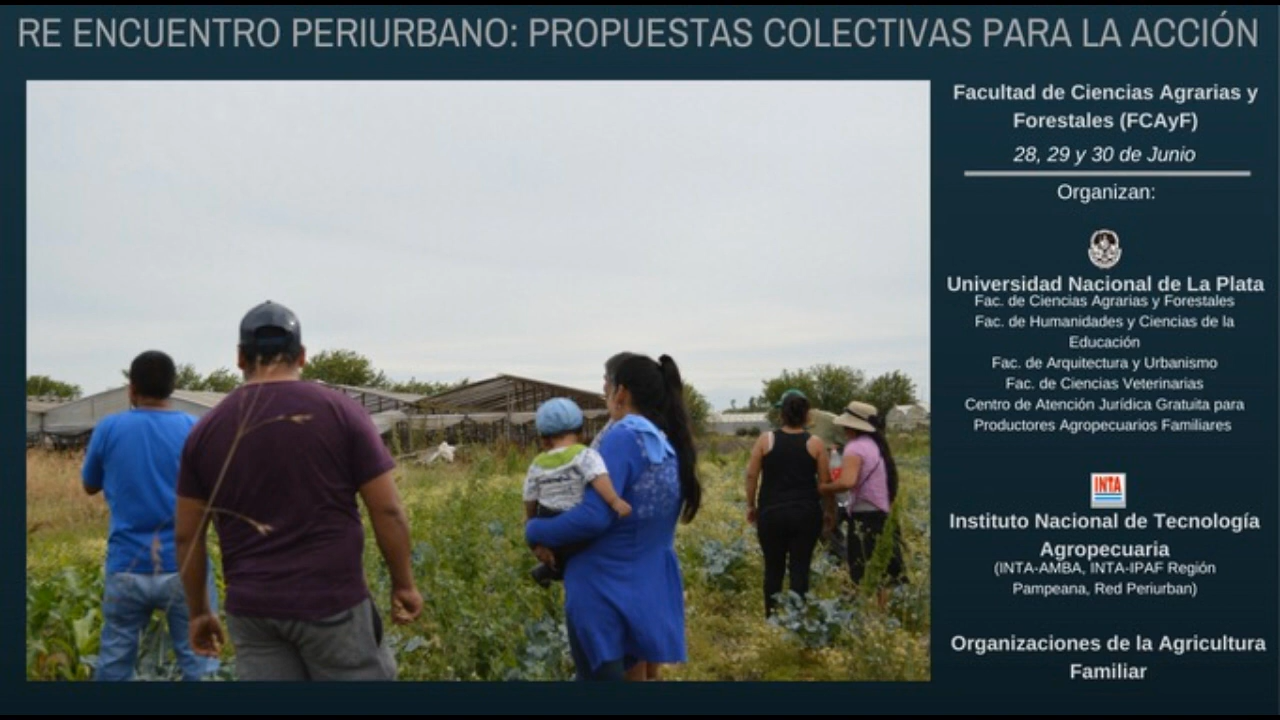 RE ENCUENTRO PERIURBANO: PROPUESTAS COLECTIVAS PARA LA ACCIÓN
Facultad de Ciencias Agrarias y
Forestales (FCAyF)
28, 29 y 30 de Junio
Organizan:
Universidad Nacional de La Plata
Fac. de Ciencias Agrarias y Forestales
Fac. de Humanidades y Ciencias de la
Educación
Fac. de Arquitectura y Urbanismo
Fac. de Ciencias Veterinarias
Centro de Atención Jurídica Gratuita para
Productores Agropecuarios Familiares
INTA
Instituto Nacional de Tecnología
Agropecuaria
(INTA-AMBA, INTA-IPAF Región
Pampeana, Red Periurban)
Organizaciones de la Agricultura
Familiar